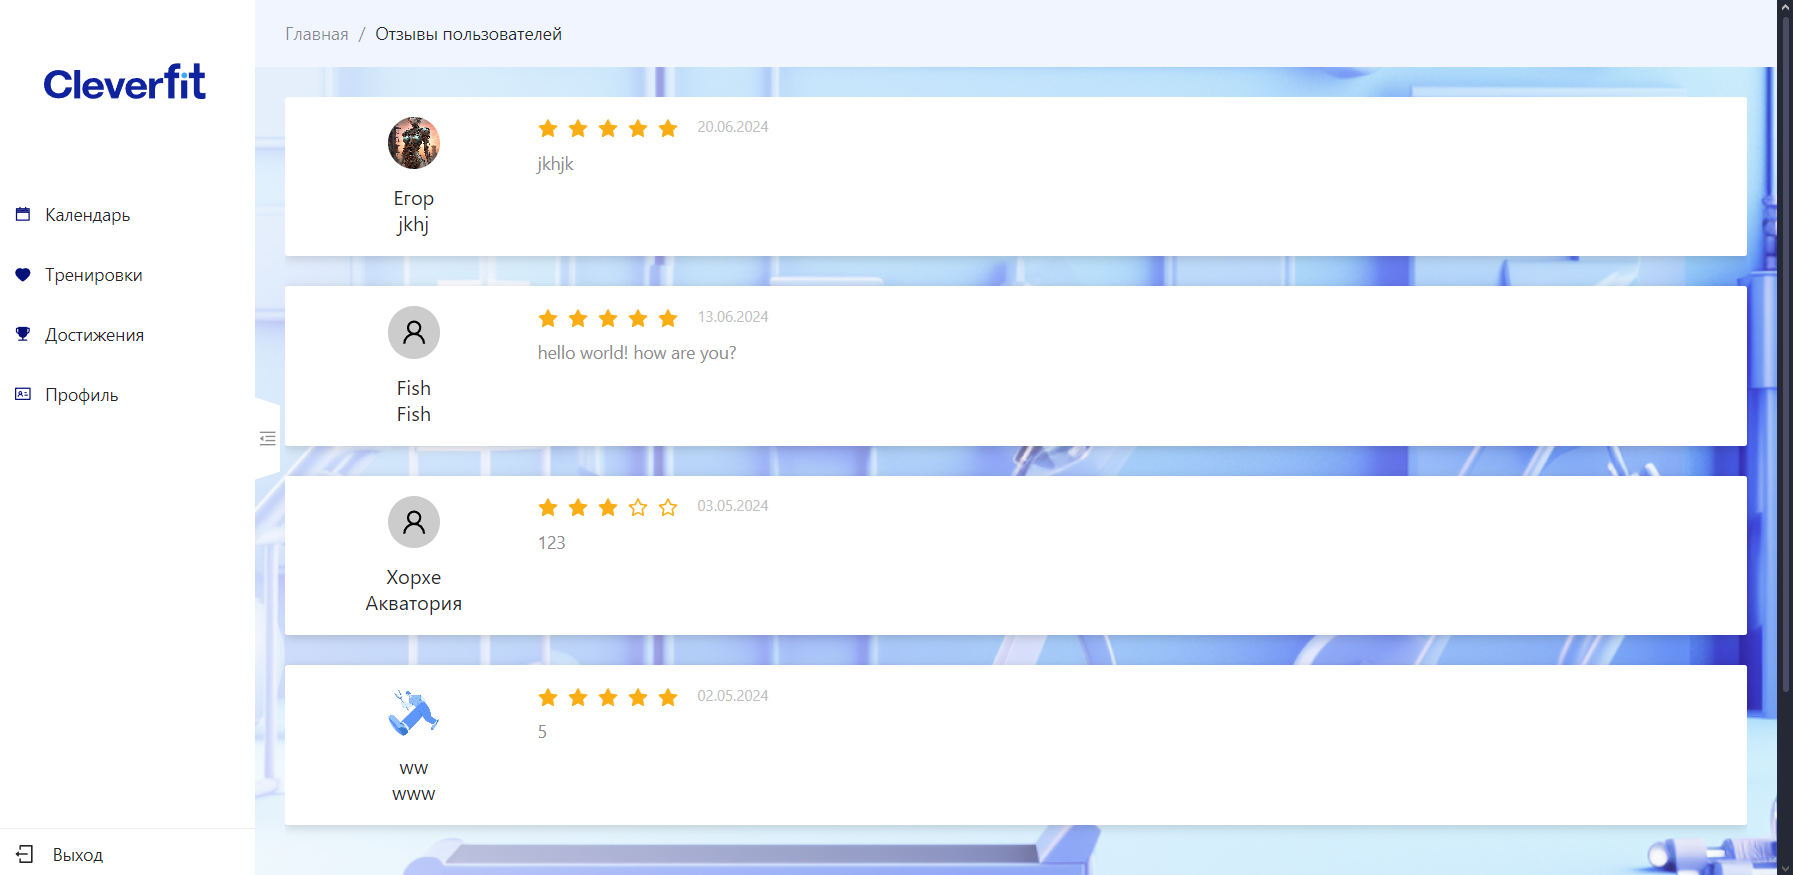 Cleverfit
Календарь
Тренировки
Достижения
Профиль
Выход
Главная / Отзывы пользователей
20.06.2024
jkhjk
Егор
jkhj
13.06.2024
hello world! how are you?
Fish
Fish
03.05.2024
123
Хорхе
Акватория
02.05.2024
5
ww
www